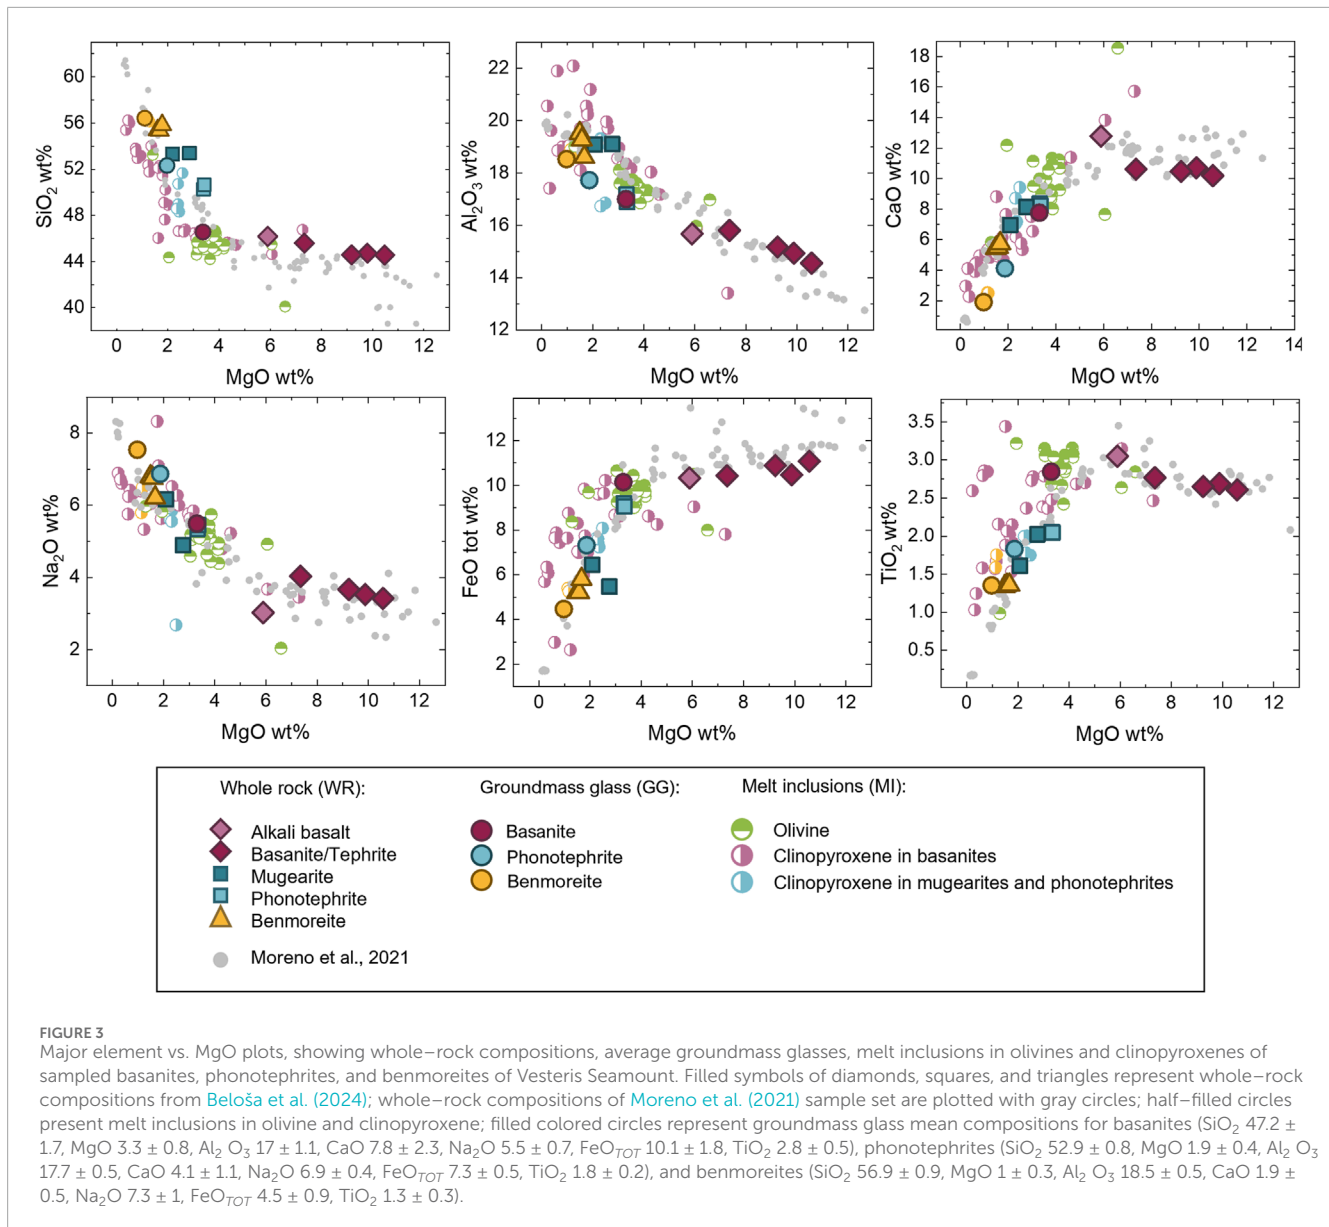 SiO2 wt%
60
56
52
48
44
40
0 2 4 6 8 10 12
MgO wt%
Al2O3 wt%
22
20
18
16
14
12
0 2 4 6 8 10 12
MgO wt%
CaO wt%
18
16
14
12
10
8
6
4
2
0 2 4 6 8 10 12 14
MgO wt%
Na2O wt%
8
6
4
2
0 2 4 6 8 10 12
MgO wt%
FeO tot wt%
12
10
8
6
4
2
0 2 4 6 8 10 12
MgO wt%
TiO2 wt%
3.5
3.0
2.5
2.0
1.5
1.0
0.5
0 2 4 6 8 10 12
MgO wt%
Whole rock (WR):
Alkali basalt
Basanite/Tephrite
Mugearite
Phonotephrite
Benmoreite
Moreno et al., 2021
Groundmass glass (GG):
Basanite
Phonotephrite
Benmoreite
Melt inclusions (MI):
Olivine
Clinopyroxene in basanites
Clinopyroxene in mugearites and phonotephrites
FIGURE 3
Major element vs. MgO plots, showing whole–rock compositions, average groundmass glasses, melt inclusions in olivines and clinopyroxenes of
sampled basanites, phonotephrites, and benmoreites of Vesteris Seamount. Filled symbols of diamonds, squares, and triangles represent whole–rock
compositions from Beloša et al. (2024); whole–rock compositions of Moreno et al. (2021) sample set are plotted with gray circles; half–filled circles
present melt inclusions in olivine and clinopyroxene; filled colored circles represent groundmass glass mean compositions for basanites (SiO2 47.2 ±
1.7, MgO 3.3 ± 0.8, Al2 O3 17 ± 1.1, CaO 7.8 ± 2.3, Na2O 5.5 ± 0.7, FeOTOT 10.1 ± 1.8, TiO2 2.8 ± 0.5), phonotephrites (SiO2 52.9 ± 0.8, MgO 1.9 ± 0.4, Al2 O3
17.7 ± 0.5, CaO 4.1 ± 1.1, Na2O 6.9 ± 0.4, FeOTOT 7.3 ± 0.5, TiO2 1.8 ± 0.2), and benmoreites (SiO2 56.9 ± 0.9, MgO 1 ± 0.3, Al2 O3 18.5 ± 0.5, CaO 1.9 ±
0.5, Na2O 7.3 ± 1, FeOTOT 4.5 ± 0.9, TiO2 1.3 ± 0.3).